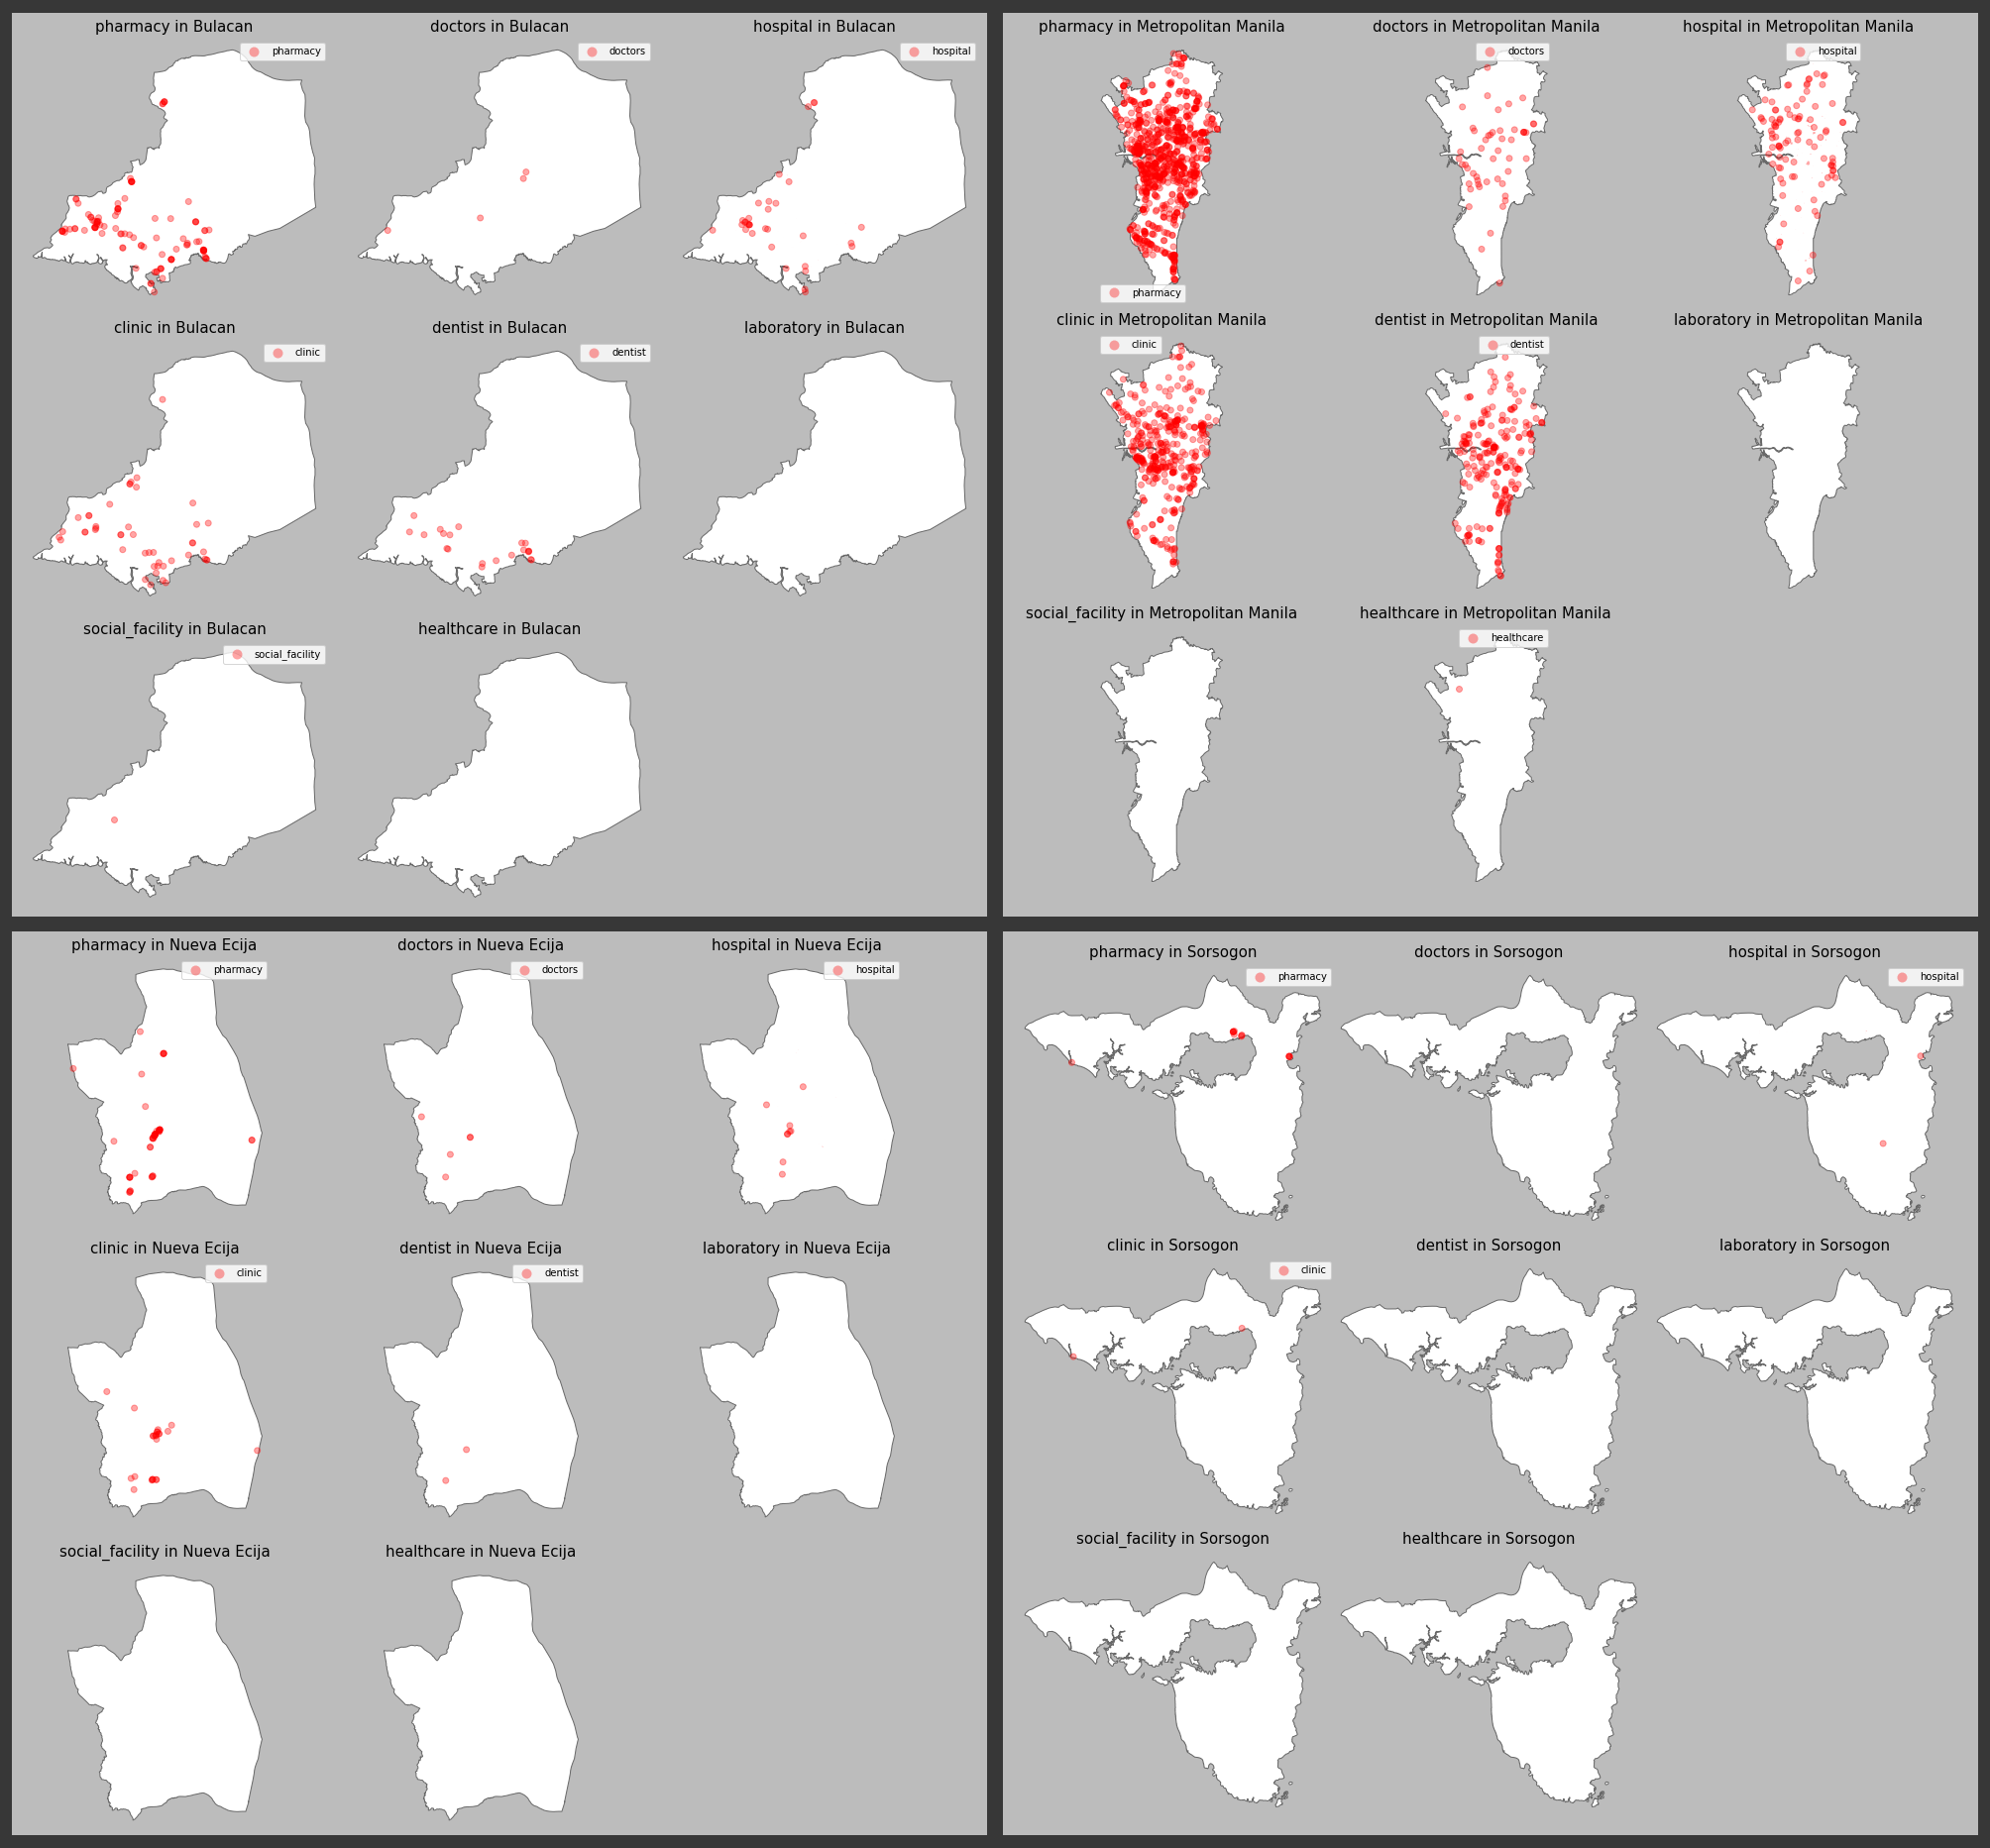 pharmacy in Bulacan
doctors in Bulacan
hospital in Bulacan
pharmacy
doctors
hospital
clinic in Bulacan
dentist in Bulacan
laboratory in Bulacan
clinic
dentist
social_facility in Bulacan
healthcare in Bulacan
social_facility
pharmacy in Metropolitan Manila
doctors in Metropolitan Manila
hospital in Metropolitan Manila
doctors
hospital
pharmacy
clinic in Metropolitan Manila
dentist in Metropolitan Manila
laboratory in Metropolitan Manila
clinic
dentist
social_facility in Metropolitan Manila
healthcare in Metropolitan Manila
healthcare
pharmacy in Nueva Ecija
doctors in Nueva Ecija
hospital in Nueva Ecija
pharmacy
doctors
hospital
clinic in Nueva Ecija
dentist in Nueva Ecija
laboratory in Nueva Ecija
clinic
dentist
social_facility in Nueva Ecija
healthcare in Nueva Ecija
pharmacy in Sorsogon
doctors in Sorsogon
hospital in Sorsogon
pharmacy
hospital
clinic in Sorsogon
dentist in Sorsogon
laboratory in Sorsogon
clinic
social_facility in Sorsogon
healthcare in Sorsogon